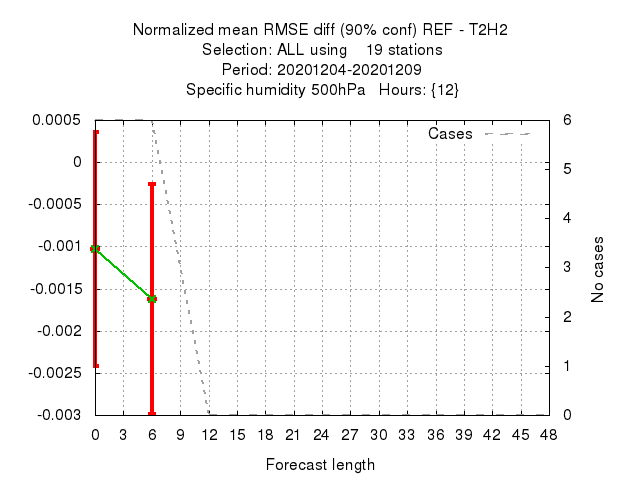 Normalized mean RMSE diff (90% conf) REF - T2H2
Selection: ALL using    19 stations
Period: 20201204-20201209
Specific humidity 500hPa   Hours: {12}
Cases
0.0005
0
-0.0005
-0.001
-0.0015
-0.002
-0.0025
-0.003
6
5
4
3
2
1
0
No cases
0 3 6 9 12 15 18 21 24 27 30 33 36 39 42 45 48
Forecast length